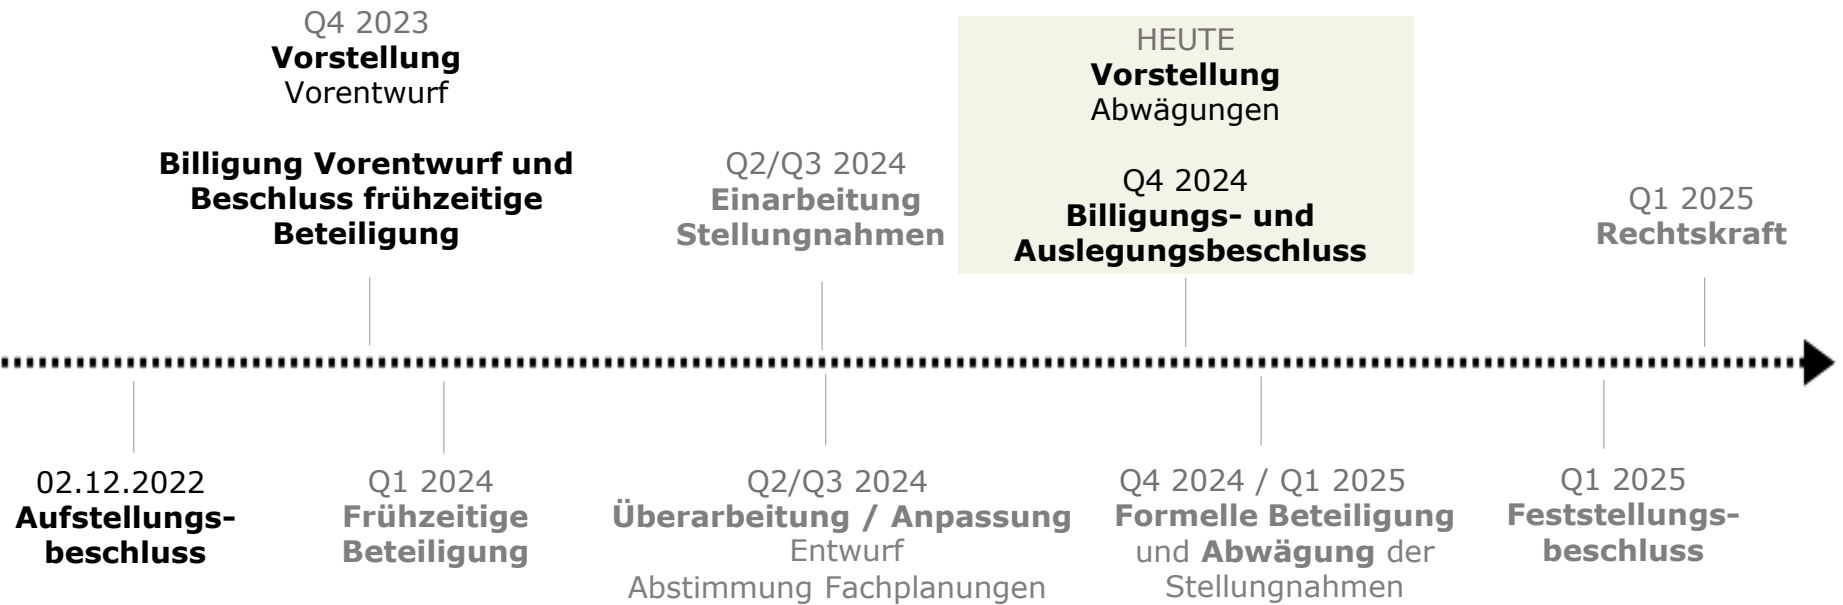 Q4 2023
Vorstellung
Vorentwurf
Billigung Vorentwurf und
Beschluss frühzeitige
Beteiligung
Q2/Q3 2024
Einarbeitung
Stellungnahmen
HEUTE
Vorstellung
Abwägungen
Q4 2024
Billigungs- und
Auslegungsbeschluss
Q1 2025
Rechtskraft
02.12.2022
Aufstellungs-
beschluss
Q1 2024
Frühzeitige
Beteiligung
Q2/Q3 2024
Überarbeitung / Anpassung
Entwurf
Abstimmung Fachplanungen
Q4 2024 / Q1 2025
Formelle Beteiligung
und Abwägung der
Stellungnahmen
Q1 2025
Feststellungs-
beschluss